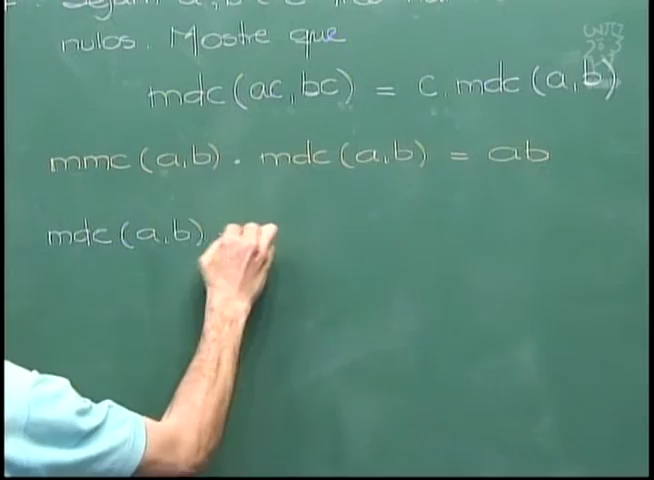 nulos. Mostre que
mdc(ac,bc) = c.mdc(a,b)
mmc(a,b) . mdc(a,b) = ab
mdc(a,b)